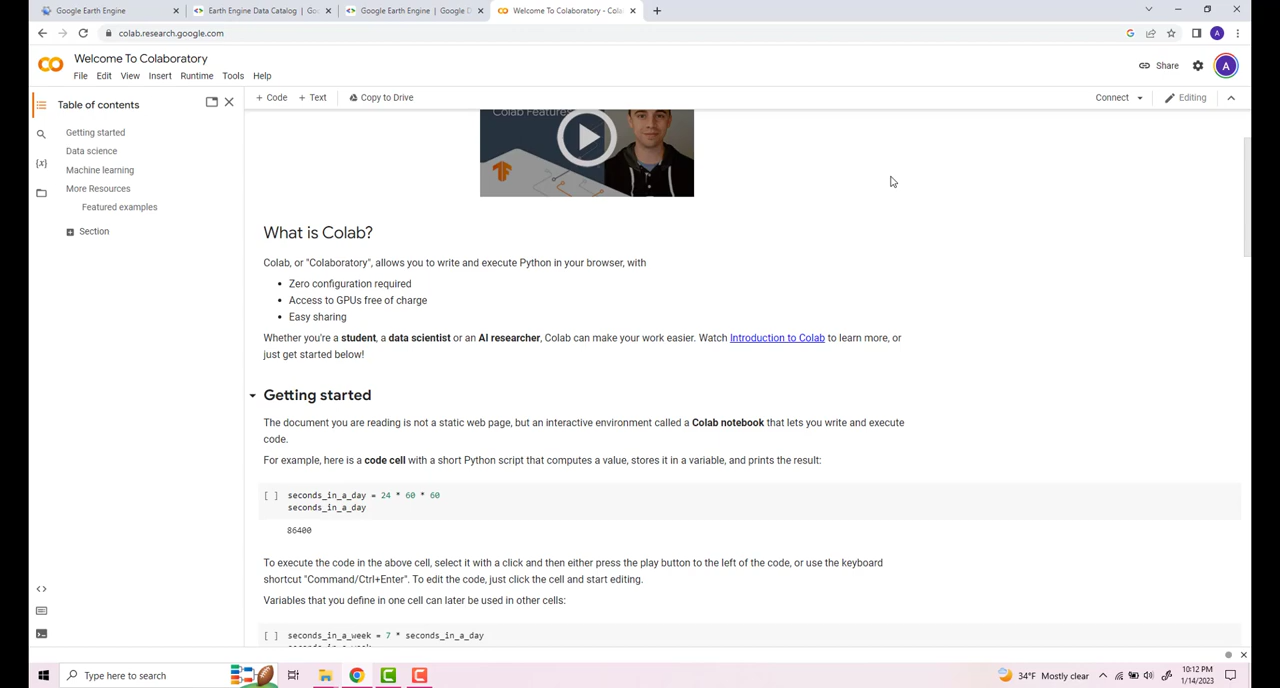 Google Earth Engine
Earth Engine Data Catalog | Go
Google Earth Engine | Google D
Welcome To Colaboratory - Cola
colab.research.google.com
A
Welcome To Colaboratory
File Edit View Insert Runtime Tools Help
Share
A
Table of contents
+ Code + Text Copy to Drive
Connect
Editing
Getting started
Data science
Machine learning
More Resources
Featured examples
Section
Colab Features
What is Colab?
Colab, or "Colaboratory", allows you to write and execute Python in your browser, with
• Zero configuration required
• Access to GPUs free of charge
• Easy sharing
Whether you're a student, a data scientist or an AI researcher, Colab can make your work easier. Watch Introduction to Colab to learn more, or
just get started below!
Getting started
The document you are reading is not a static web page, but an interactive environment called a Colab notebook that lets you write and execute
code.
For example, here is a code cell with a short Python script that computes a value, stores it in a variable, and prints the result:
[ ] seconds_in_a_day = 24 * 60 * 60
seconds_in_a_day
86400
To execute the code in the above cell, select it with a click and then either press the play button to the left of the code, or use the keyboard
shortcut "Command/Ctrl+Enter". To edit the code, just click the cell and start editing.
Variables that you define in one cell can later be used in other cells:
[ ] seconds_in_a_week = 7 * seconds_in_a_day
Type here to search
34°F Mostly clear
10:12 PM
1/14/2023